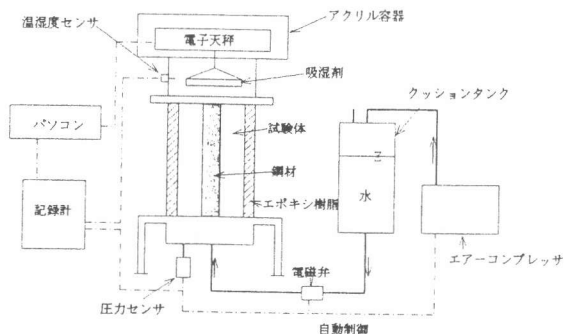 温湿度センサ
アクリル容器
電子天秤
吸湿剤
クッションタンク
パソコン
試験体
鋼材
記録計
エポキシ樹脂
水
エアーコンプレッサ
電磁弁
圧力センサ
自動制御